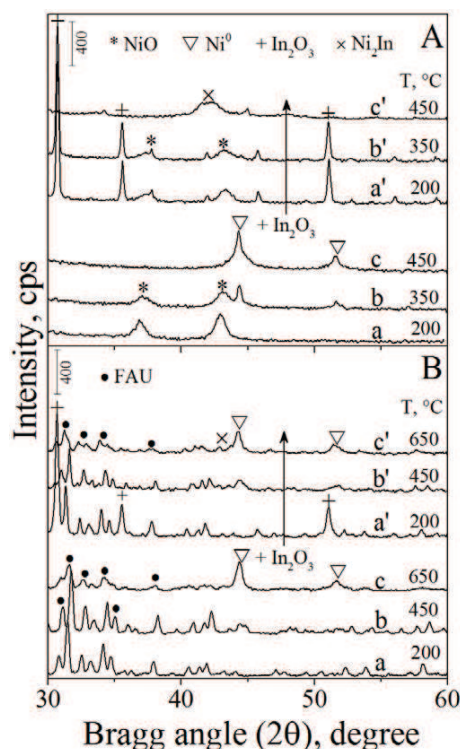 400
* NiO ▽ Ni⁰ + In₂O₃ × Ni₂In
A
T, °C
c' 450
b' 350
a' 200
+ In₂O₃
c 450
b 350
a 200
Intensity, cps
400
• FAU
B
T, °C
c' 650
b' 450
a' 200
+ In₂O₃
c 650
b 450
a 200
30 40 50 60
Bragg angle (2θ), degree